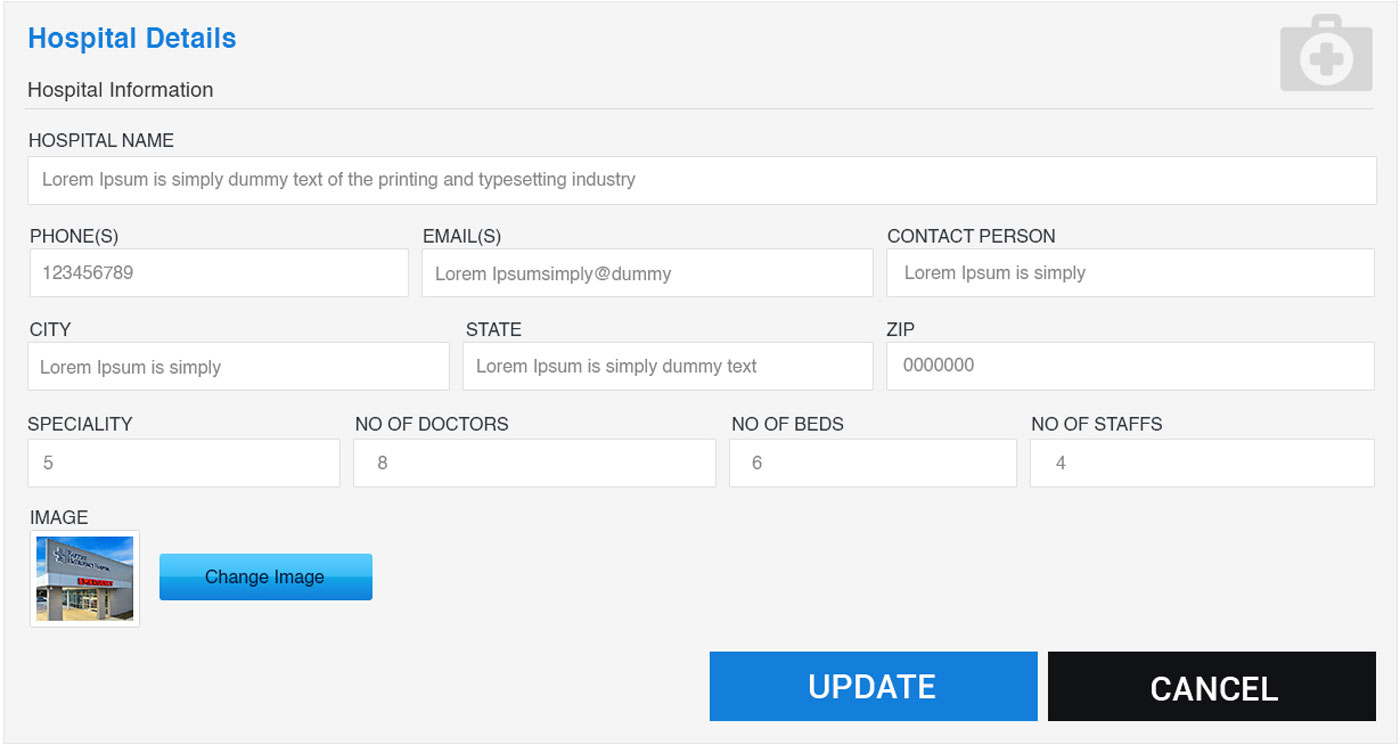 Hospital Details
Hospital Information
HOSPITAL NAME
Lorem Ipsum is simply dummy text of the printing and typesetting industry
PHONE(S) EMAIL(S) CONTACT PERSON
123456789 Lorem Ipsumsimply@dummy Lorem Ipsum is simply
CITY STATE ZIP
Lorem Ipsum is simply Lorem Ipsum is simply dummy text 0000000
SPECIALITY NO OF DOCTORS NO OF BEDS NO OF STAFFS
5 8 6 4
IMAGE
EMERGENCY
Change Image
UPDATE CANCEL